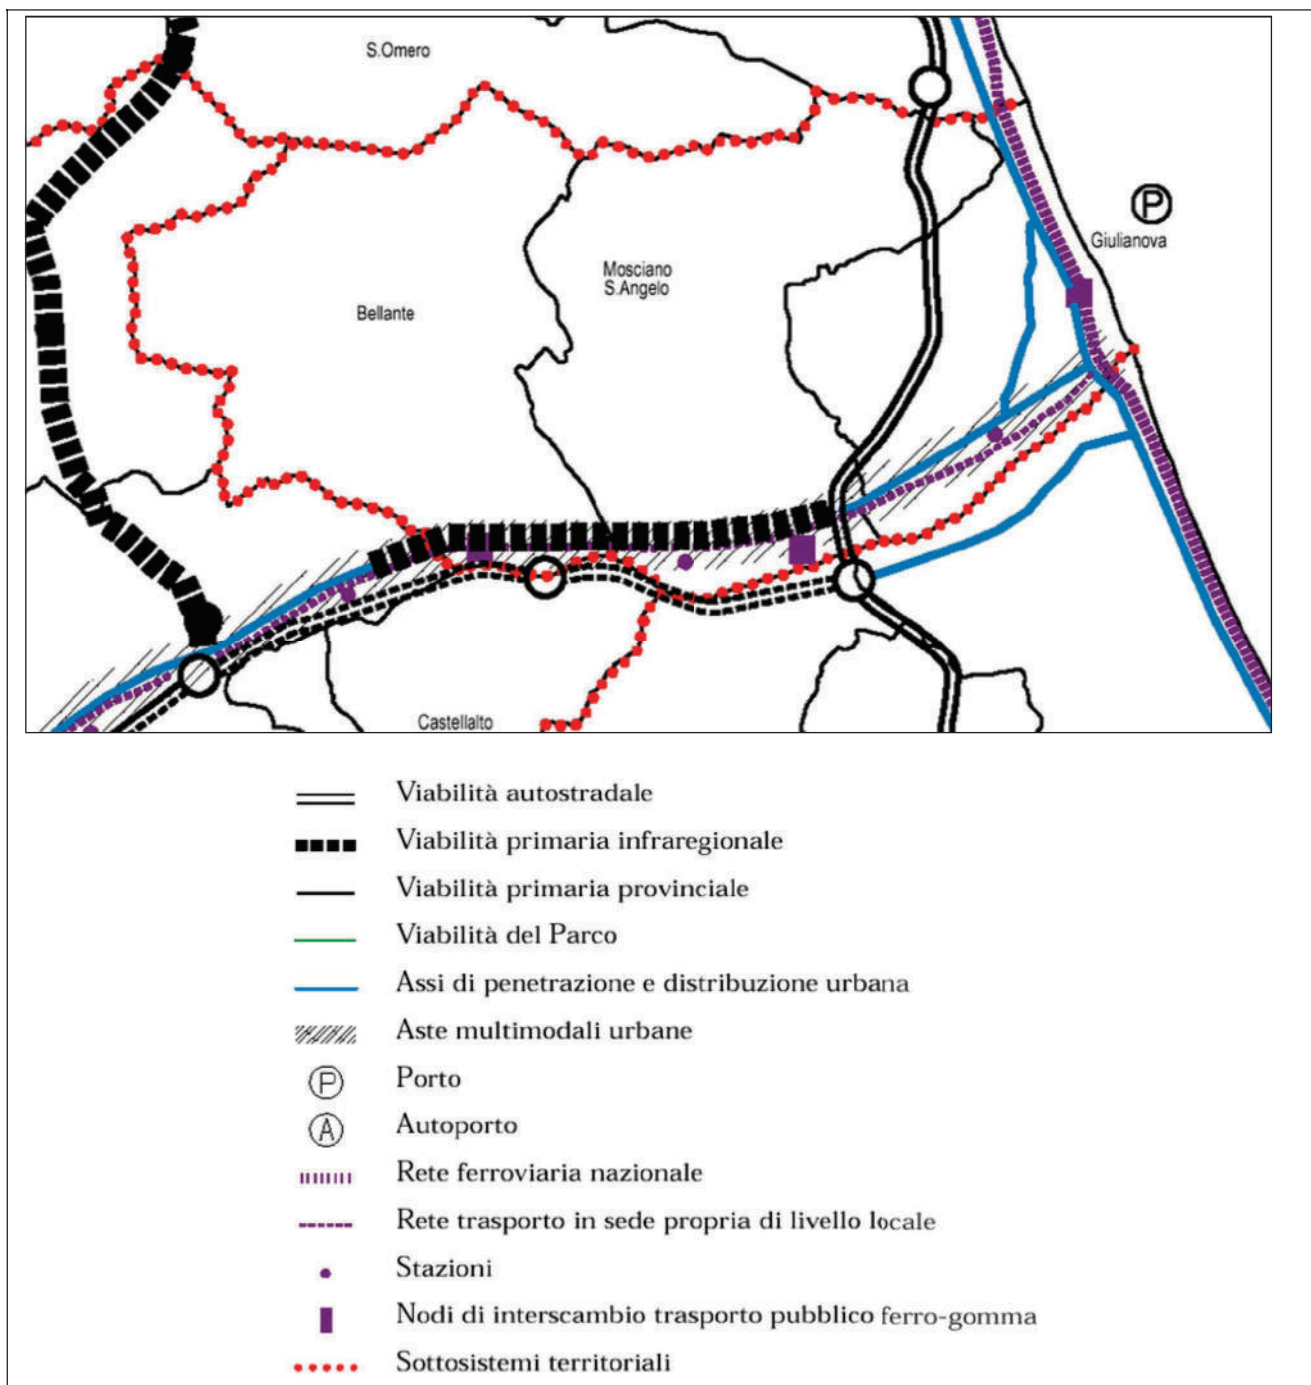 S.Omero
P
Giulianova
Mosciano
S.Angelo
Bellante
Castellalto
Viabilità autostradale
Viabilità primaria infraregionale
Viabilità primaria provinciale
Viabilità del Parco
Assi di penetrazione e distribuzione urbana
Aste multimodali urbane
P Porto
A Autoporto
Rete ferroviaria nazionale
Rete trasporto in sede propria di livello locale
Stazioni
Nodi di interscambio trasporto pubblico ferro-gomma
Sottosistemi territoriali